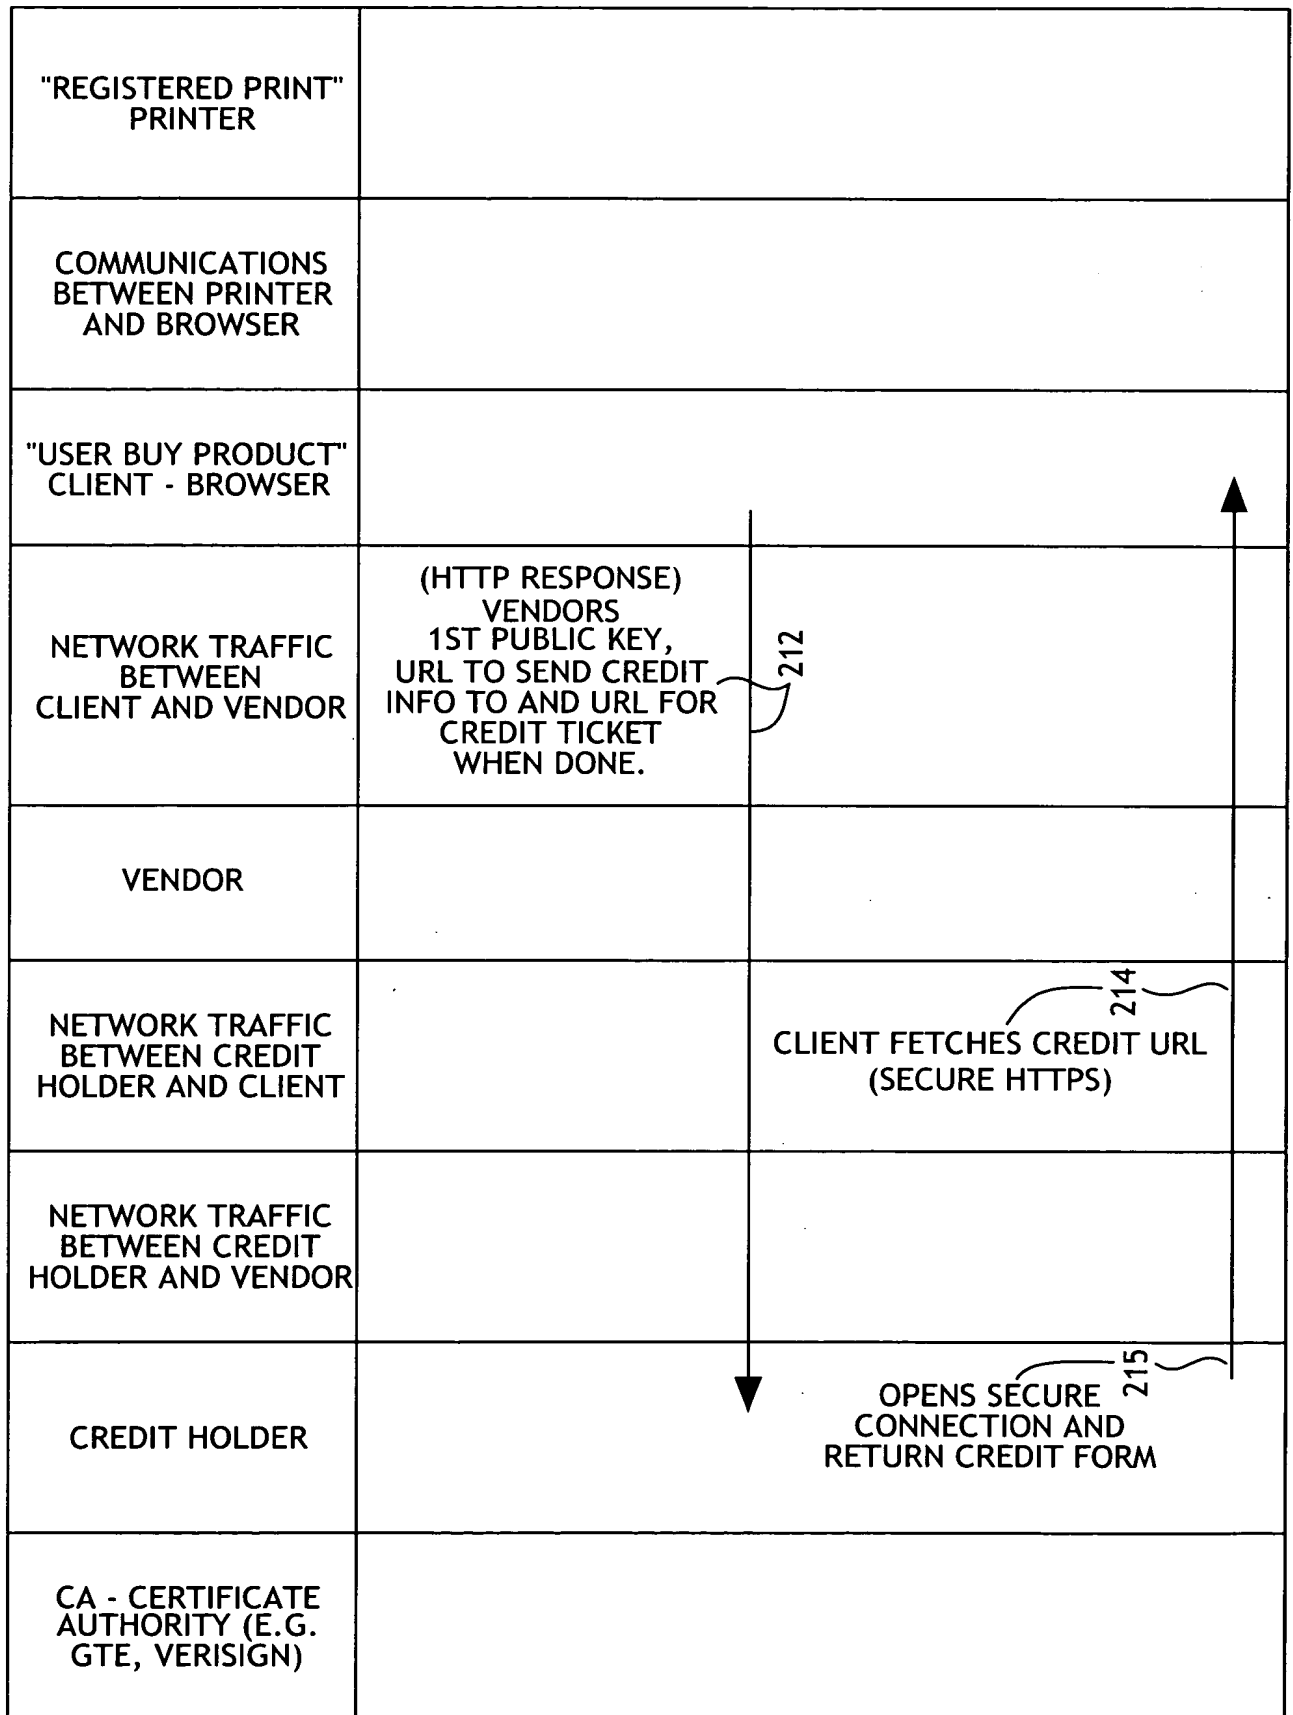 "REGISTERED PRINT"
PRINTER
COMMUNICATIONS
BETWEEN PRINTER
AND BROWSER
"USER BUY PRODUCT"
CLIENT - BROWSER
NETWORK TRAFFIC
BETWEEN
CLIENT AND VENDOR
(HTTP RESPONSE)
VENDORS
1ST PUBLIC KEY,
URL TO SEND CREDIT
INFO TO AND URL FOR
CREDIT TICKET
WHEN DONE.
212
VENDOR
NETWORK TRAFFIC
BETWEEN CREDIT
HOLDER AND CLIENT
214
CLIENT FETCHES CREDIT URL
(SECURE HTTPS)
NETWORK TRAFFIC
BETWEEN CREDIT
HOLDER AND VENDOR
CREDIT HOLDER
215
OPENS SECURE
CONNECTION AND
RETURN CREDIT FORM
CA - CERTIFICATE
AUTHORITY (E.G.
GTE, VERISIGN)